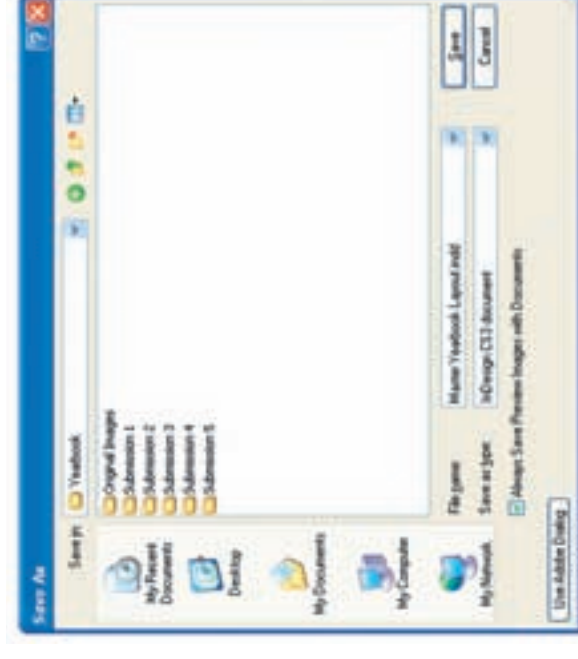 Save As
Save in:
Yearbook
My Recent
Documents
Desktop
My Documents
My Computer
My Network
Original Images
Submission 1
Submission 2
Submission 3
Submission 4
Submission 5
File name:
Master Yearbook Layout.indd
Save
Save as type:
InDesign CS3 document
Cancel
Always Save Preview Images with Documents
Use Adobe Dialog